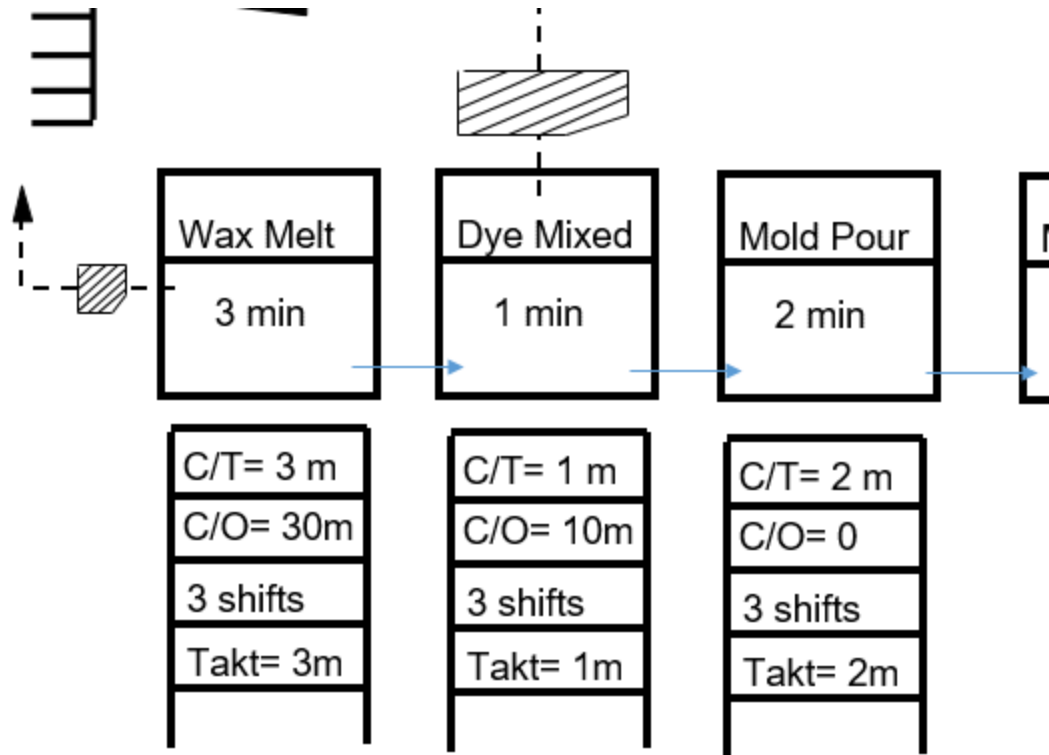 Wax Melt
3 min
C/T= 3 m
C/O= 30m
3 shifts
Takt= 3m
Dye Mixed
1 min
C/T= 1 m
C/O= 10m
3 shifts
Takt= 1m
Mold Pour
2 min
C/T= 2 m
C/O= 0
3 shifts
Takt= 2m